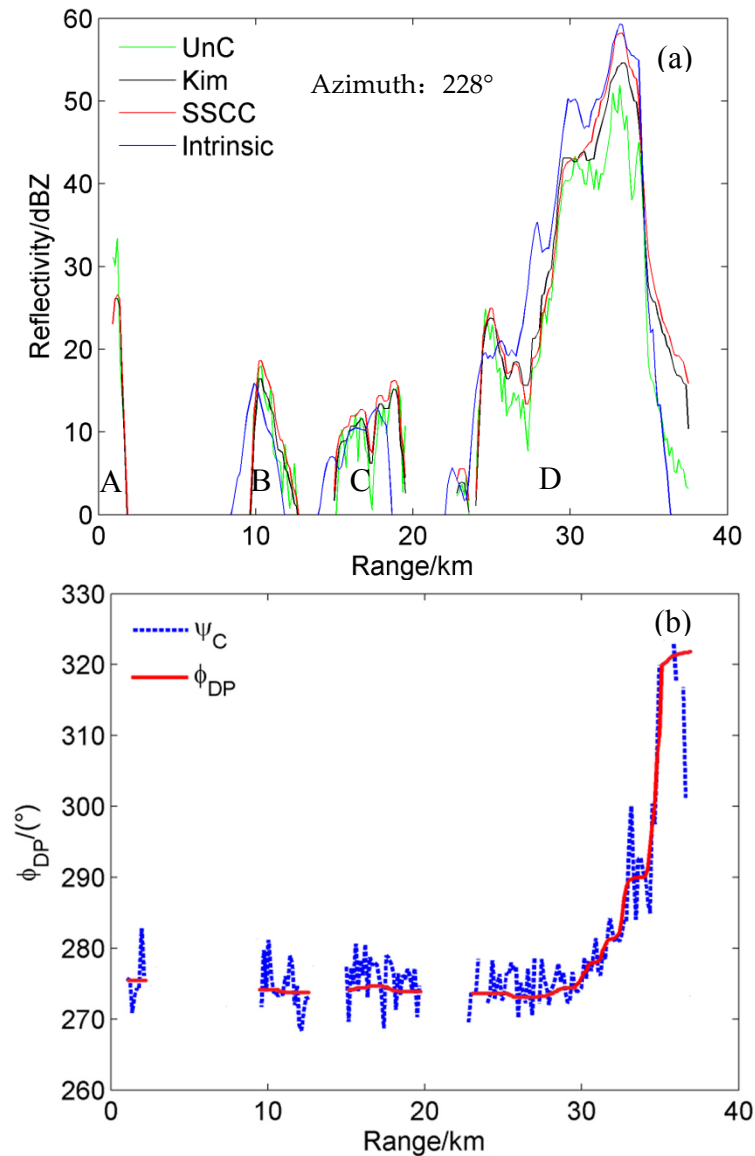 60
50
40
30
20
10
0
Reflectivity/dBZ
UnC
Kim
SSCC
Intrinsic
Azimuth：228°
(a)
A
B
C
D
0 10 20 30 40
Range/km
330
320
310
300
290
280
270
260
ϕDP/(°)
ψC
ϕDP
(b)
0 10 20 30 40
Range/km